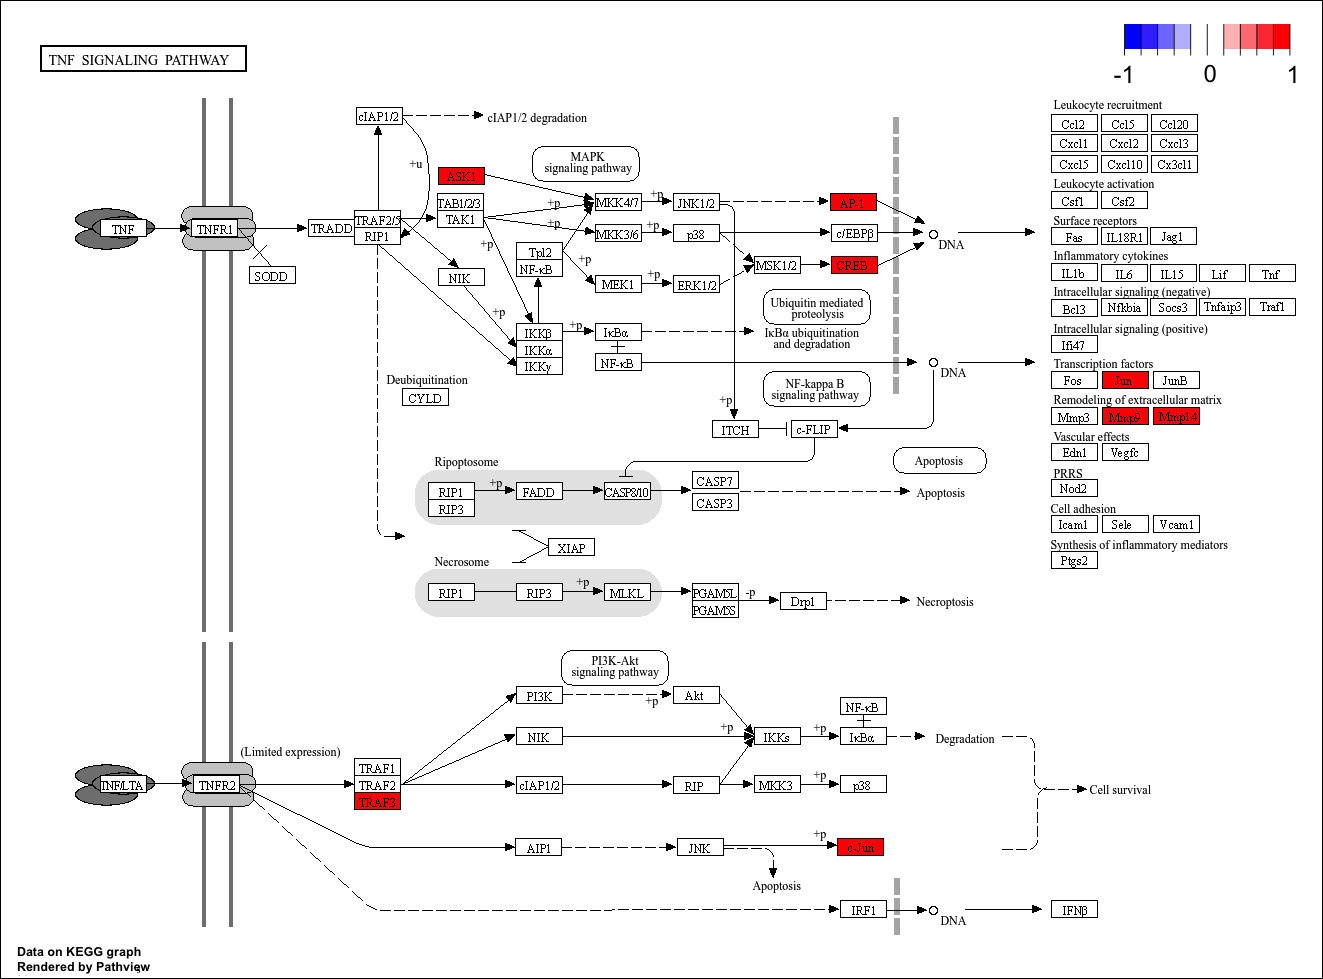 TNF SIGNALING PATHWAY
-1 0 1
cIAP1/2
cIAP1/2 degradation
+u
MAPK
signaling pathway
ASK1
TAB1/2/3
TAK1
+p
+p
+p
MKK4/7
+p
JNK1/2
AP-1
TNF
TNFR1
TRADD
TRAF2/5
RIP1
SODD
MKK3/6
+p
p38
c/EBPβ
DNA
Tpl2
NF-κB
+p
MSK1/2
CREB
NIK
MEK1
+p
ERK1/2
+p
Ubiquitin mediated
proteolysis
IKKβ
IKKα
IKKγ
+p
IκBα
IκBα ubiquitination
and degradation
NF-κB
DNA
Deubiquitination
CYLD
NF-kappa B
signaling pathway
+p
ITCH
c-FLIP
Ripoptosome
RIP1
RIP3
+p
FADD
CASP8/10
CASP7
CASP3
Apoptosis
Apoptosis
XIAP
Necrosome
RIP1
RIP3
+p
MLKL
PGAM5L
PGAM5S
-p
Drp1
Necroptosis
Leukocyte recruitment
Ccl2 Ccl5 Ccl20
Cxcl1 Cxcl2 Cxcl3
Cxcl5 Cxcl10 Cx3cl1
Leukocyte activation
Csf1 Csf2
Surface receptors
Fas IL18R1 Jag1
Inflammatory cytokines
IL1b IL6 IL15 Lif Tnf
Intracellular signaling (negative)
Bcl3 Nfkbia Socs3 Tnfaip3 Traf1
Intracellular signaling (positive)
Ifi47
Transcription factors
Fos Jun JunB
Remodeling of extracellular matrix
Mmp3 Mmp9 Mmp14
Vascular effects
Edn1 Vegfc
PRRS
Nod2
Cell adhesion
Icam1 Sele Vcam1
Synthesis of inflammatory mediators
Ptgs2
PI3K-Akt
signaling pathway
PI3K
+p
Akt
NF-κB
NIK
+p
IKKs
+p
IκBα
Degradation
(Limited expression)
TNF/LTA
TNFR2
TRAF1
TRAF2
TRAF3
cIAP1/2
RIP
MKK3
+p
p38
Cell survival
AIP1
JNK
+p
c-Jun
Apoptosis
IRF1
DNA
IFNβ
Data on KEGG graph
Rendered by Pathview